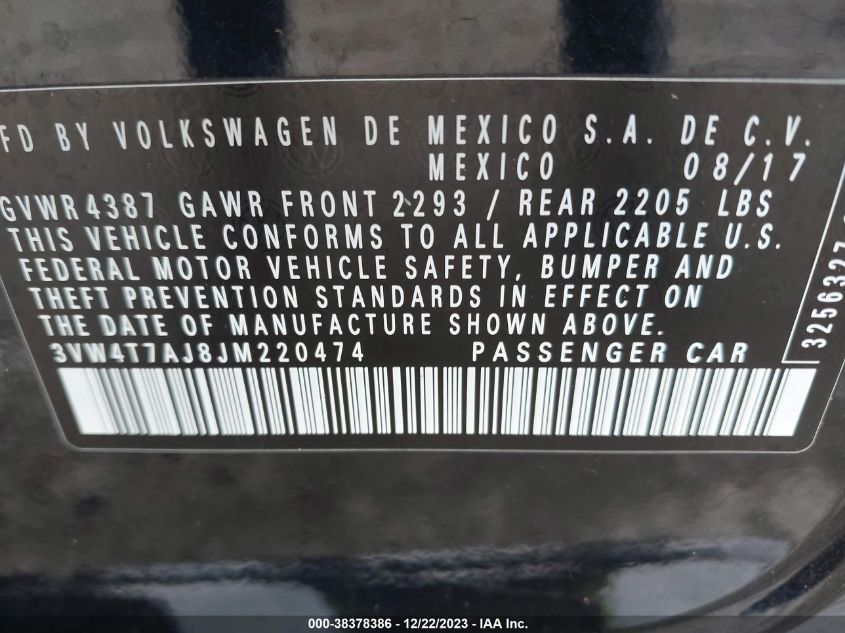 FD BY VOLKSWAGEN DE MEXICO S.A. DE C.V.
MEXICO 08/17
GVWR 4387 GAWR FRONT 2293 / REAR 2205 LBS
THIS VEHICLE CONFORMS TO ALL APPLICABLE U.S.
FEDERAL MOTOR VEHICLE SAFETY, BUMPER AND
THEFT PREVENTION STANDARDS IN EFFECT ON
THE DATE OF MANUFACTURE SHOWN ABOVE.
3VW4T7AJ8JM220474 PASSENGER CAR
3256327
000-38378386 - 12/22/2023 - IAA Inc.